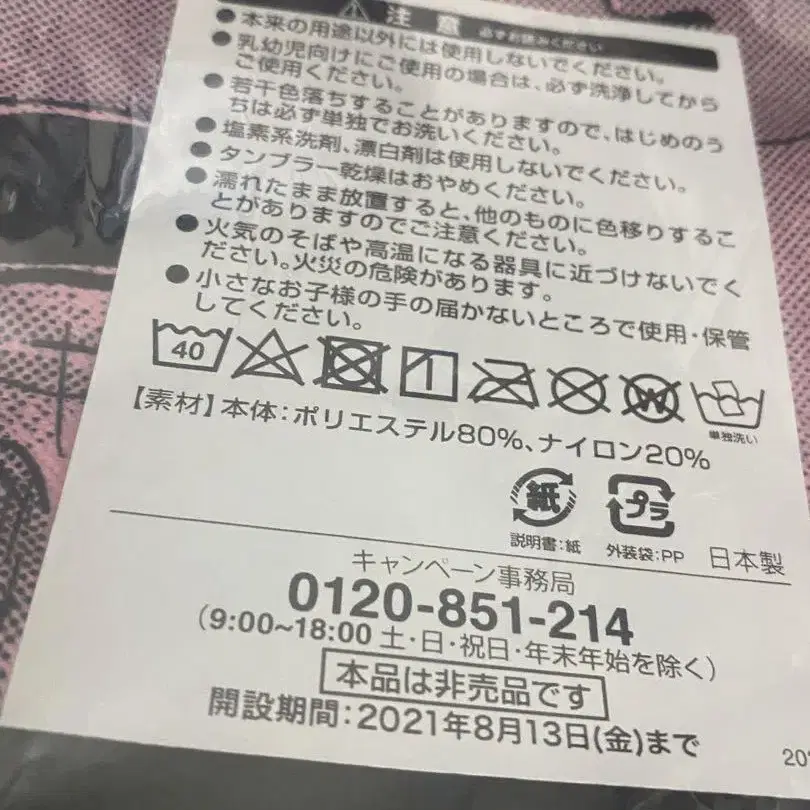 注意 必ずお読みください
●本来の用途以外には使用しないでください。
●乳幼児向けにご使用の場合は、必ず洗浄してから
ご使用ください。
●若干色落ちすることがありますので、はじめのう
ちは必ず単独でお洗いください。
●塩素系洗剤、漂白剤は使用しないでください。
●タンブラー乾燥はおやめください。
●濡れたまま放置すると、他のものに色移りするこ
とがありますのでご注意ください。
●火気のそばや高温になる器具に近づけないでく
ださい。火災の危険があります。
●小さなお子様の手の届かないところで使用・保管
してください。
40 W
単独洗い
【素材】本体:ポリエステル80%、ナイロン20%
紙 プラ
説明書:紙 外装袋:PP 日本製
キャンペーン事務局
0120-851-214
(9:00~18:00 土・日・祝日・年末年始を除く)
本品は非売品です
開設期間:2021年8月13日(金)まで